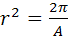 r² = 2π/A